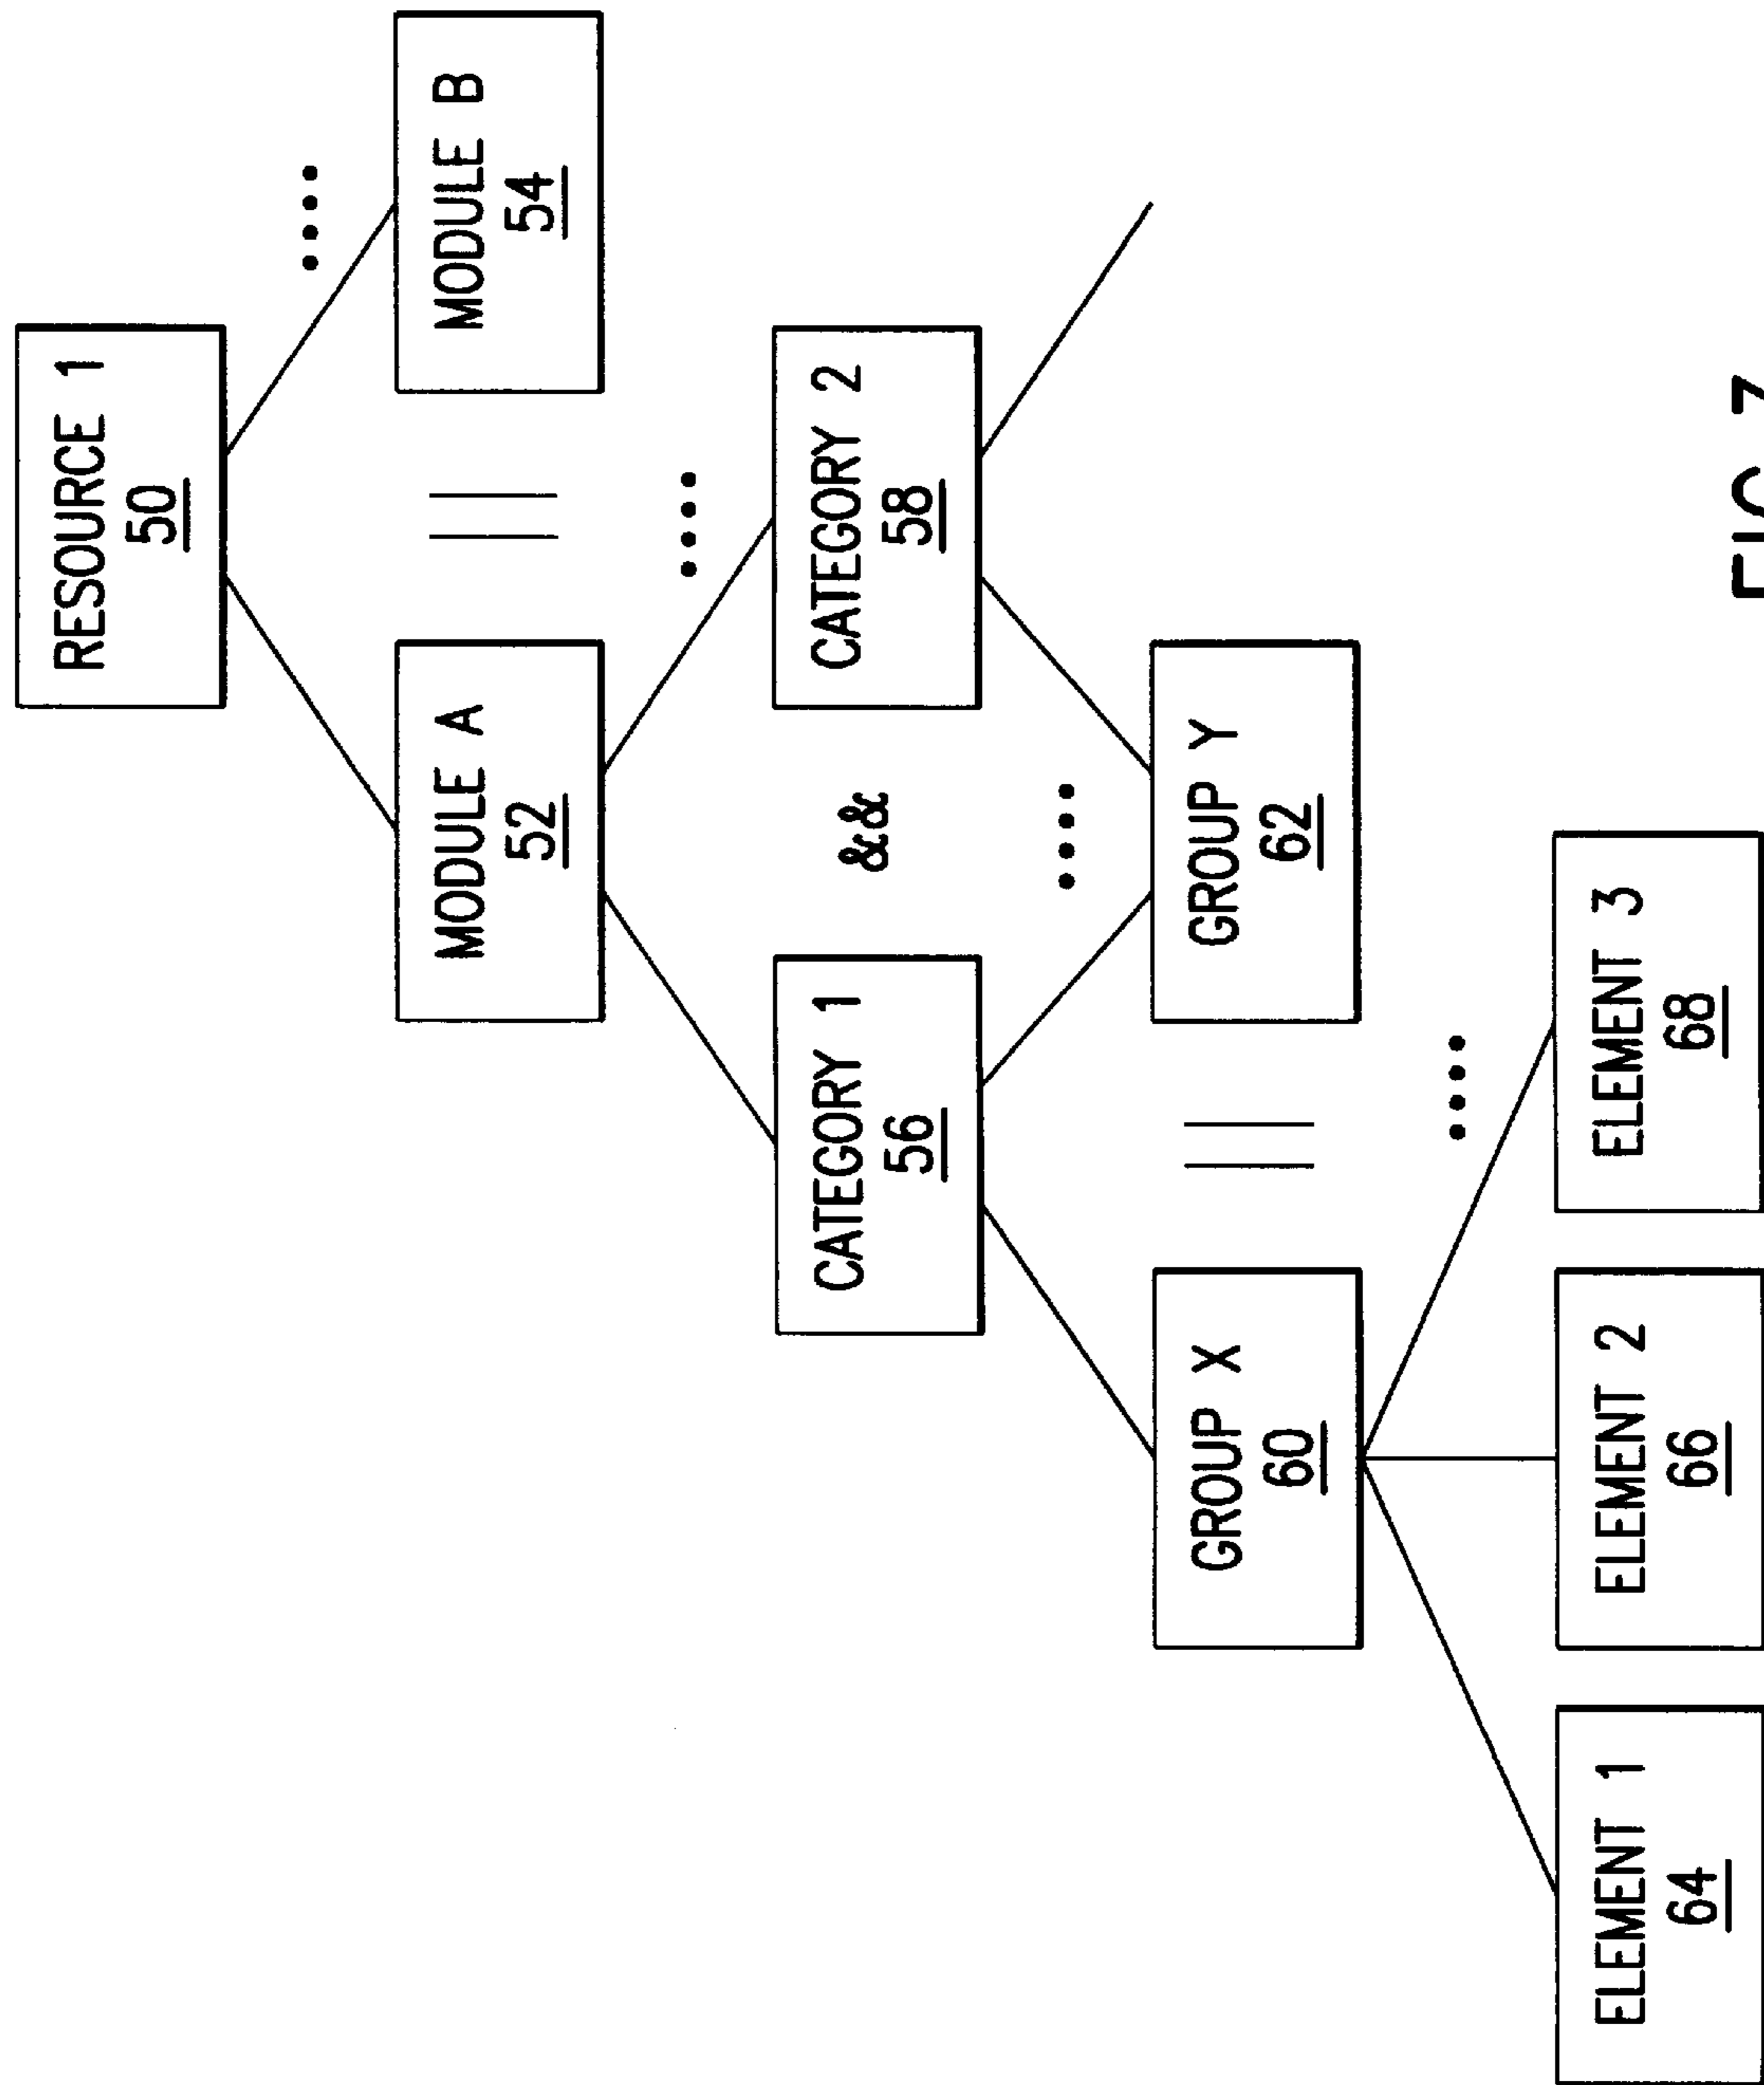 RESOURCE 1
50
....
MODULE A
52
||
MODULE B
54
....
CATEGORY 1
56
&&
CATEGORY 2
58
....
GROUP X
60
||
GROUP Y
62
....
ELEMENT 1
64
ELEMENT 2
66
ELEMENT 3
68